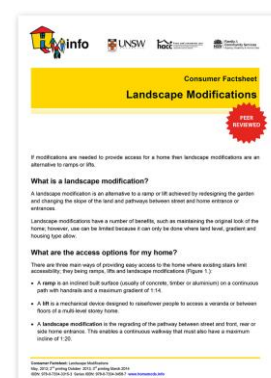 info
UNSW
hacc
Consumer Factsheet
Landscape Modifications
PEER
REVIEWED
If modifications are needed to provide access for a home then landscape modifications are an
alternative to ramps or lifts.
What is a landscape modification?
A landscape modification is an alternative to a ramp or lift achieved by redesigning the garden
and changing the slope of the land and pathways between street and home entrance or
entrances.
Landscape modifications have a number of benefits, such as maintaining the original look of the
home; however, use can be limited because it can only be done where land level, gradient and
housing type allow.
What are the access options for my home?
There are three main ways of providing easy access to the home where existing stairs limit
accessibility; they being ramps, lifts and landscape modifications (Figure 1.):
• A ramp is an inclined built surface (usually of concrete, timber or aluminium) on a continuous
path with handrails and a maximum gradient of 1:14.
• A lift is a mechanical device designed to raise/lower people to access a veranda or between
floors of a multi-level storey home.
• A landscape modification is the regrading of the pathway between street and front, rear or
side home entrance. This enables a continuous walkway that must also have a maximum
incline of 1:20.
Consumer Factsheet: Landscape Modifications